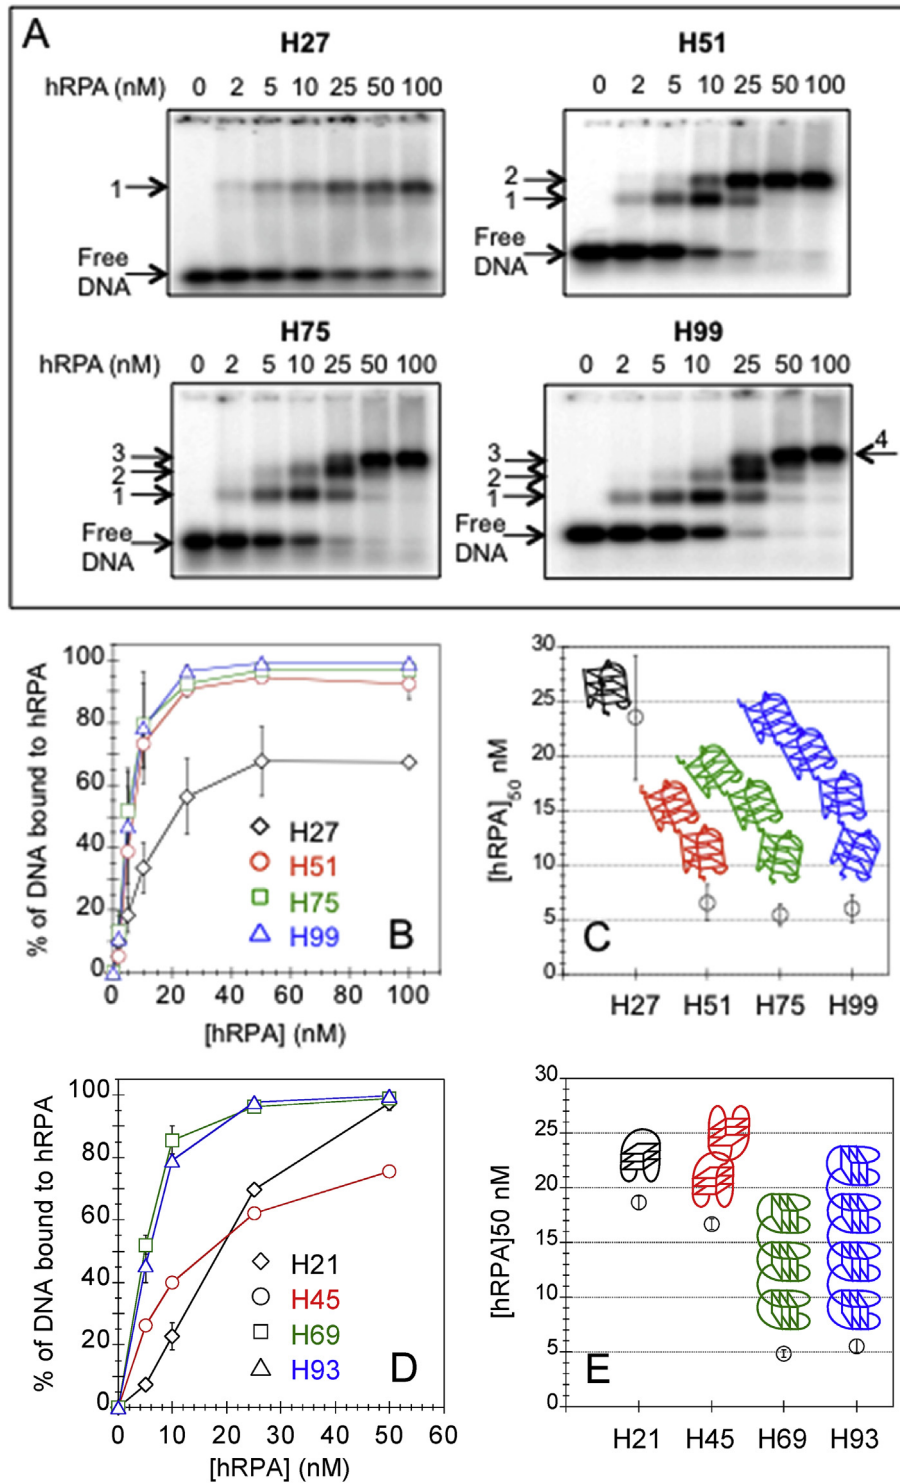 A
H27 H51
hRPA (nM) 0 2 5 10 25 50 100 0 2 5 10 25 50 100
1
2
1
Free
DNA
Free
DNA
H75 H99
hRPA (nM) 0 2 5 10 25 50 100 0 2 5 10 25 50 100
3
2
1
3
2
1
4
Free
DNA
Free
DNA
% of DNA bound to hRPA
100
80
60
40
20
0
0 20 40 60 80 100
[hRPA] (nM)
H27
H51
H75
H99
B
[hRPA]50 nM
30
25
20
15
10
5
0
H27 H51 H75 H99
C
% of DNA bound to hRPA
100
80
60
40
20
0
0 10 20 30 40 50 60
[hRPA] (nM)
H21
H45
H69
H93
D
[hRPA]50 nM
30
25
20
15
10
5
0
H21 H45 H69 H93
E